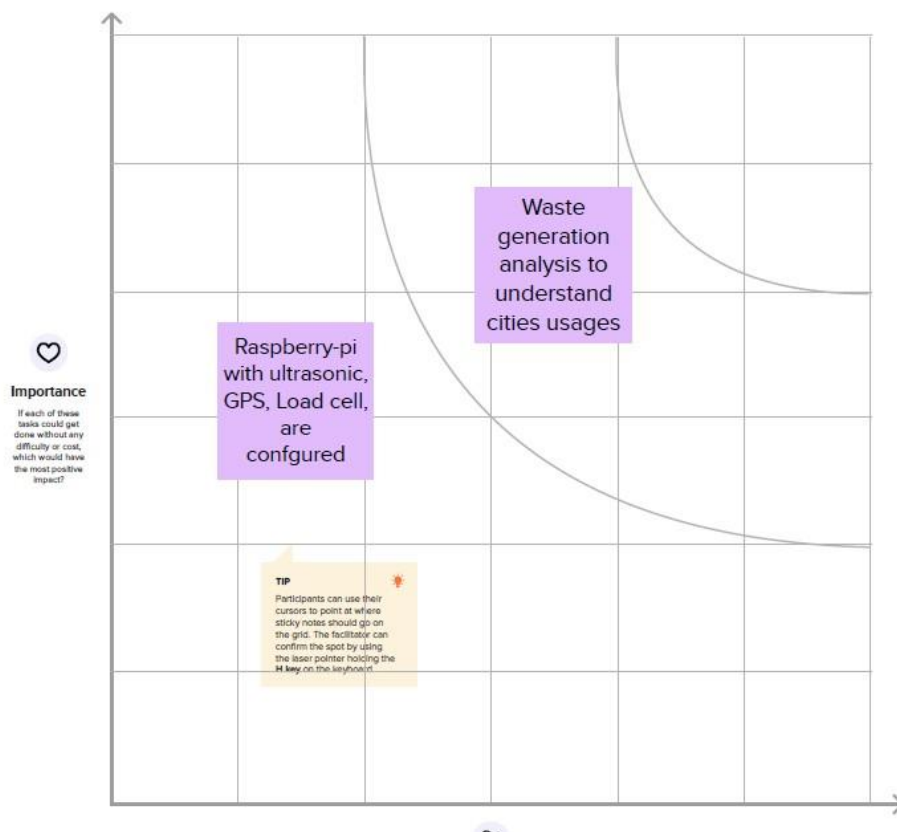 Waste
generation
analysis to
understand
cities usages
Raspberry-pi
with ultrasonic,
GPS, Load cell,
are
confgured
Importance
If each of these
tasks could get
done without any
difficulty or cost,
which would have
the most positive
impact?
TIP
Participants can use their
cursors to point at where
sticky notes should go on
the grid. The facilitator can
confirm the spot by using
the laser pointer holding the
H key on the keyboard